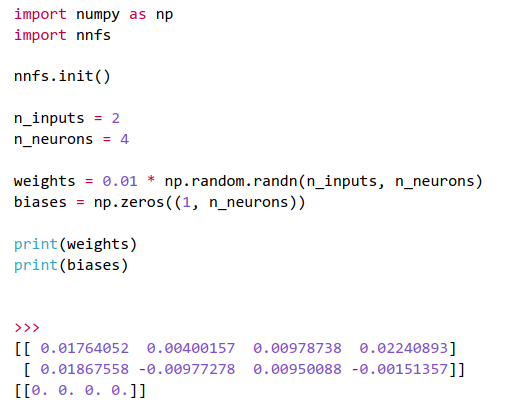 import numpy as np
import nnfs
nnfs.init()
n_inputs = 2
n_neurons = 4
weights = 0.01 * np.random.randn(n_inputs, n_neurons)
biases = np.zeros((1, n_neurons))
print(weights)
print(biases)
>>>
[[ 0.01764052  0.00400157  0.00978738  0.02240893]
 [ 0.01867558 -0.00977278  0.00950088 -0.00151357]]
[[0. 0. 0. 0.]]